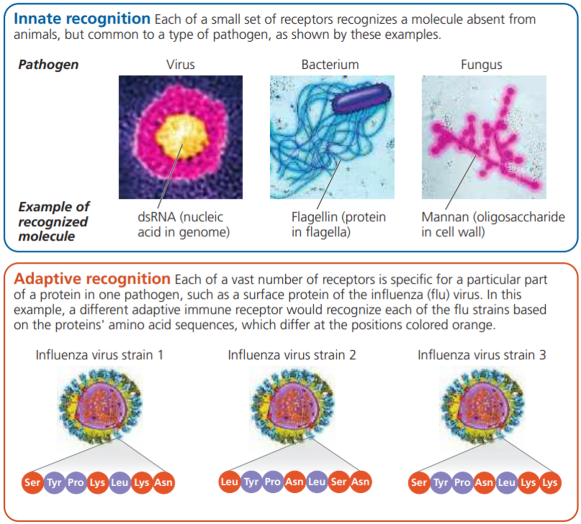 Innate recognition Each of a small set of receptors recognizes a molecule absent from
animals, but common to a type of pathogen, as shown by these examples.
Pathogen Virus Bacterium Fungus
Example of
recognized
molecule
dsRNA (nucleic
acid in genome)
Flagellin (protein
in flagella)
Mannan (oligosaccharide
in cell wall)
Adaptive recognition Each of a vast number of receptors is specific for a particular part
of a protein in one pathogen, such as a surface protein of the influenza (flu) virus. In this
example, a different adaptive immune receptor would recognize each of the flu strains based
on the proteins' amino acid sequences, which differ at the positions colored orange.
Influenza virus strain 1 Influenza virus strain 2 Influenza virus strain 3
Ser Tyr Pro Lys Leu Lys Asn
Leu Tyr Pro Asn Leu Ser Asn
Ser Tyr Pro Asn Leu Lys Lys